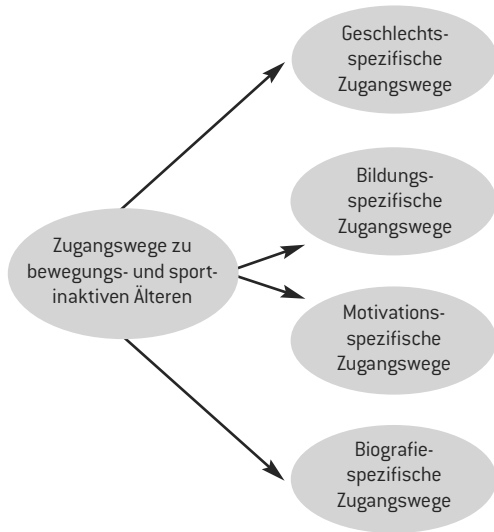 Geschlechts-
spezifische
Zugangswege
Bildungs-
spezifische
Zugangswege
Zugangswege zu
bewegungs- und sport-
inaktiven Älteren
Motivations-
spezifische
Zugangswege
Biografie-
spezifische
Zugangswege